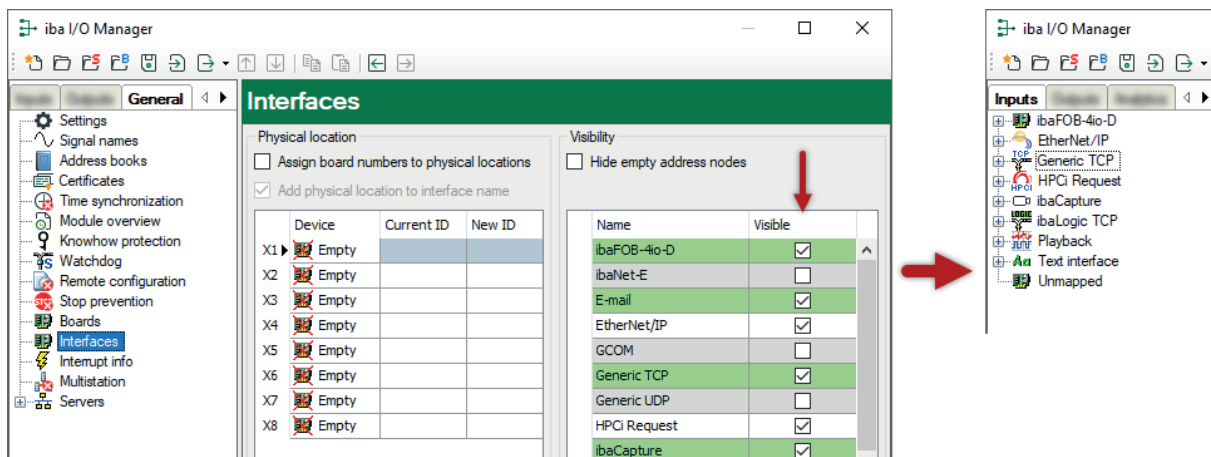 iba I/O Manager
General
Settings
Signal names
Address books
Certificates
Time synchronization
Module overview
Knowhow protection
Watchdog
Remote configuration
Stop prevention
Boards
Interfaces
Interrupt info
Multistation
Servers
Interfaces
Physical location
Assign board numbers to physical locations
Add physical location to interface name
Device Current ID New ID
X1 Empty
X2 Empty
X3 Empty
X4 Empty
X5 Empty
X6 Empty
X7 Empty
X8 Empty
Visibility
Hide empty address nodes
Name Visible
ibaFOB-4io-D
ibaNet-E
E-mail
EtherNet/IP
GCOM
Generic TCP
Generic UDP
HPCi Request
ibaCapture
iba I/O Manager
Inputs
ibaFOB-4io-D
EtherNet/IP
TCP Generic TCP
HPCI HPCi Request
ibaCapture
LOGIC ibaLogic TCP
Playback
Aa Text interface
Unmapped